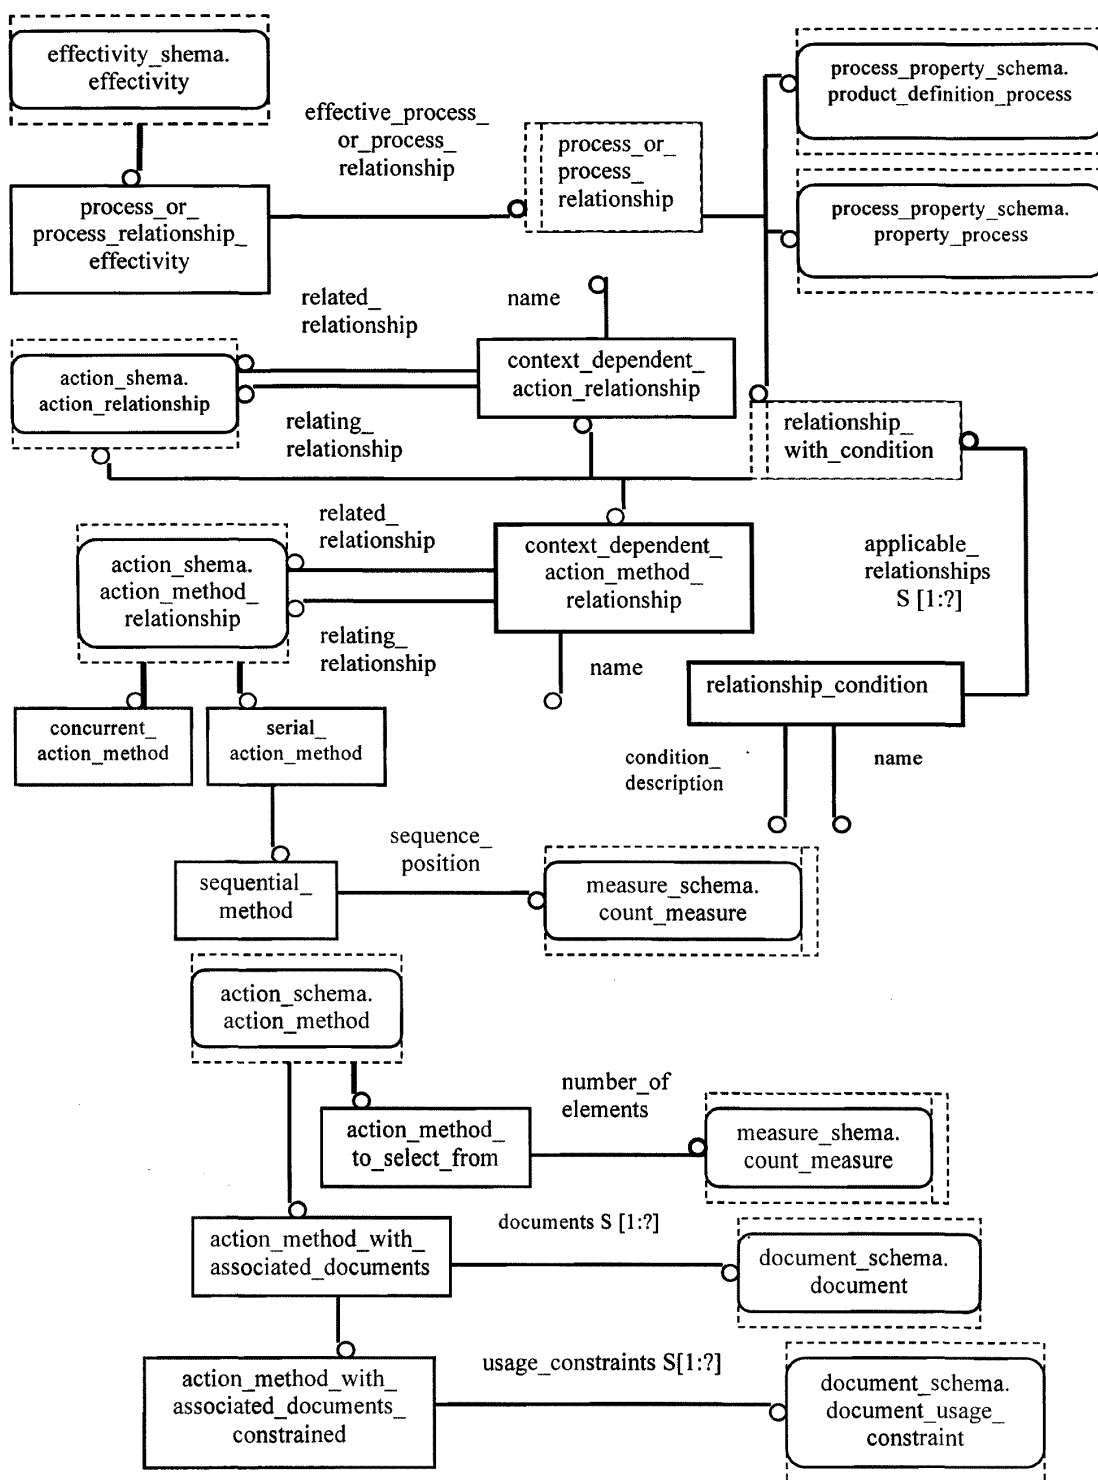 effectivity_shema.
effectivity
effective_process_
or_process_
relationship
process_or_
process_
relationship
process_property_schema.
product_definition_process
process_or_
process_relationship_
effectivity
process_property_schema.
property_process
related_
relationship
name
action_shema.
action_relationship
context_dependent_
action_relationship
relating_
relationship
relationship_
with_condition
related_
relationship
action_shema.
action_method_
relationship
context_dependent_
action_method_
relationship
applicable_
relationships
S [1:?]
relating_
relationship
name
relationship_condition
concurrent_
action_method
serial_
action_method
condition_
description
name
sequence_
position
sequential_
method
measure_schema.
count_measure
action_schema.
action_method
number_of
elements
action_method_
to_select_from
measure_shema.
count_measure
documents S [1:?]
action_method_with_
associated_documents
document_schema.
document
usage_constraints S[1:?]
action_method_with_
associated_documents_
constrained
document_schema.
document_usage_
constraint